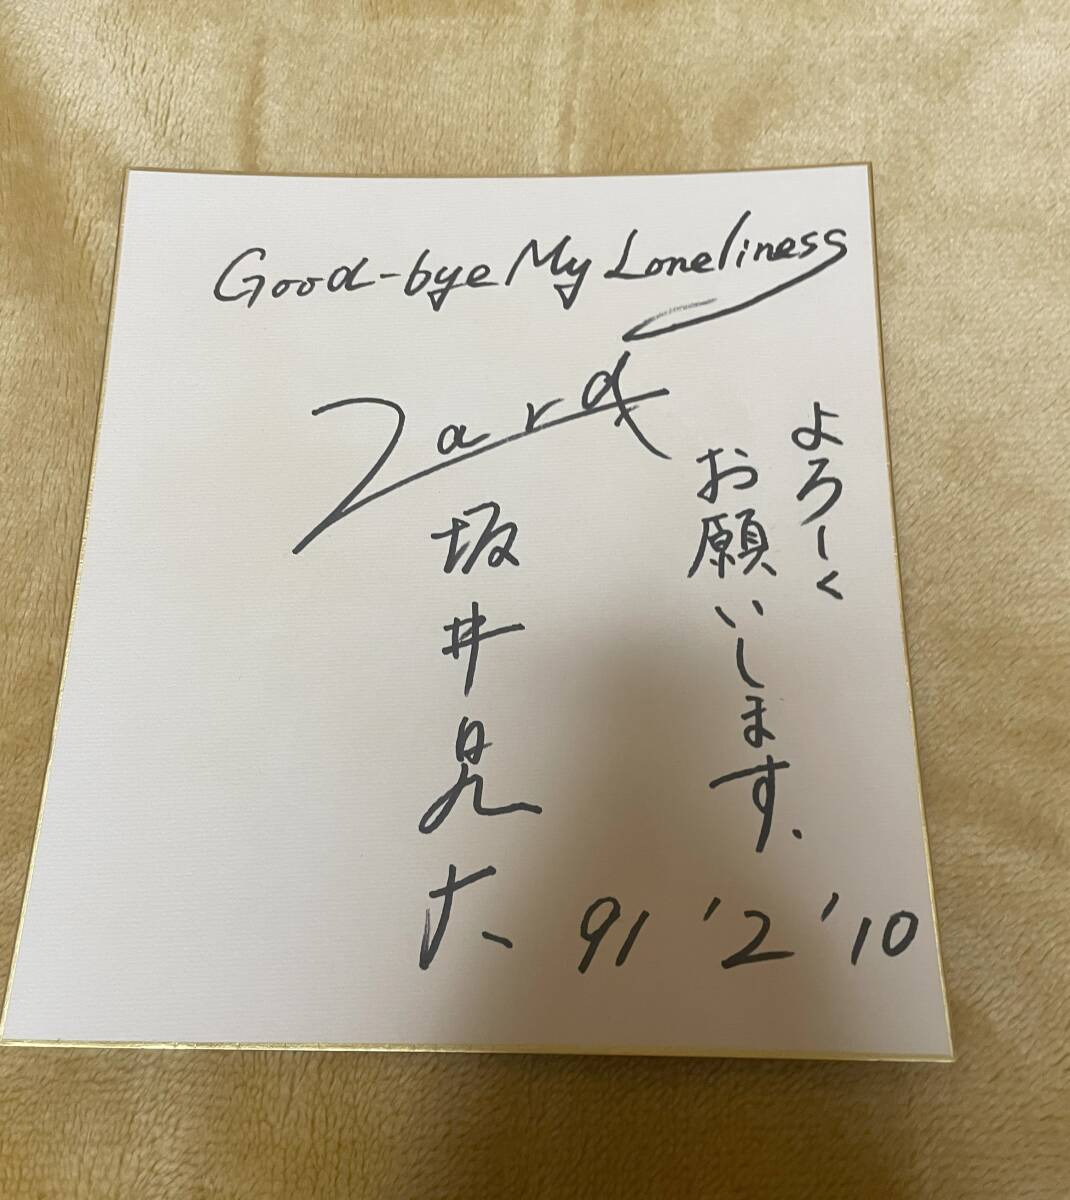 Good-bye My Loneliness
Zard
坂井泉水
よろしく
お願いします.
91 '2 '10